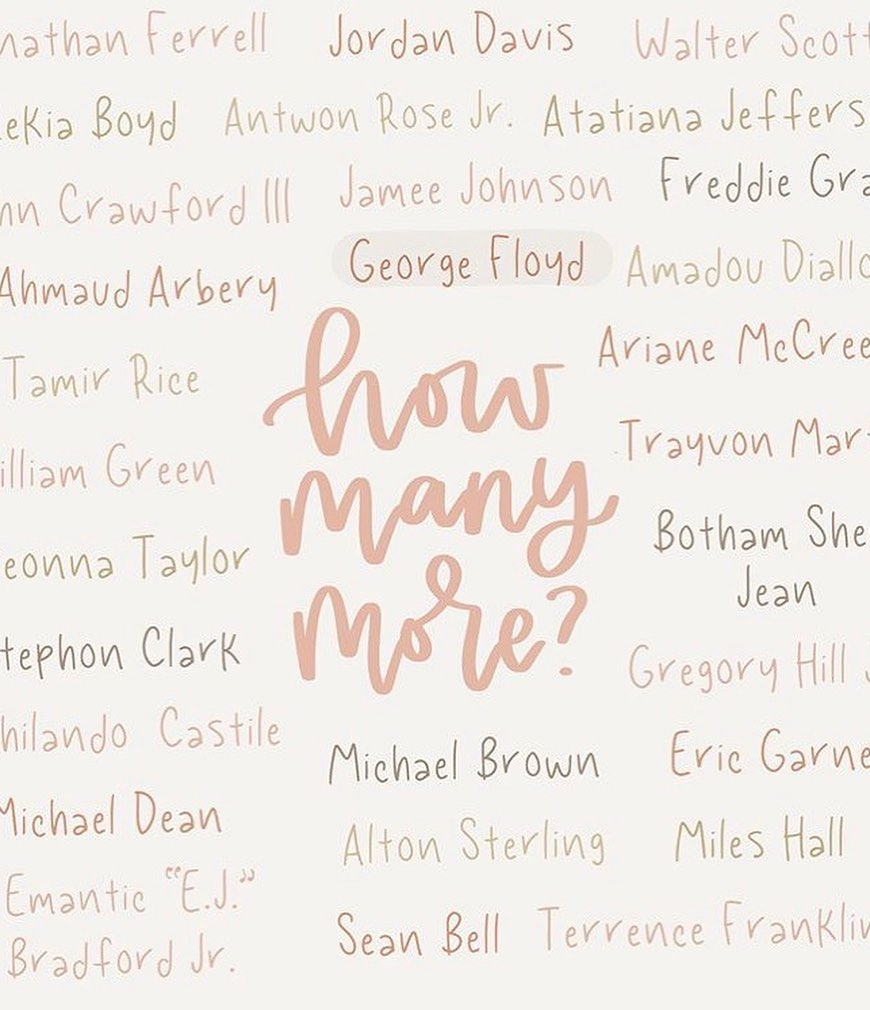 nathan Ferrell Jordan Davis Walter Scott
ekia Boyd Antwon Rose Jr. Atatiana Jeffers
nn Crawford III Jamee Johnson Freddie Gra
Ahmaud Arbery George Floyd Amadou Diallo
Tamir Rice how Ariane McCree
illiam Green many Trayvon Mar
eonna Taylor more? Botham She
Jean
tephon Clark Gregory Hill
hilando Castile Michael Brown Eric Garne
Michael Dean Alton Sterling Miles Hall
Emantic “E.J.”
Bradford Jr. Sean Bell Terrence Franklin